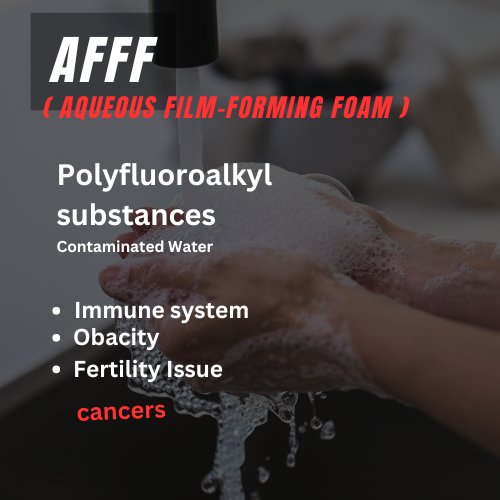 AFFF
( AQUEOUS FILM-FORMING FOAM )
Polyfluoroalkyl
substances
Contaminated Water
• Immune system
• Obacity
• Fertility Issue
cancers